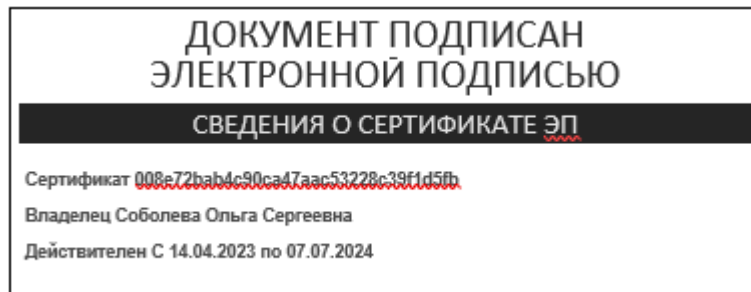 ДОКУМЕНТ ПОДПИСАН
ЭЛЕКТРОННОЙ ПОДПИСЬЮ
СВЕДЕНИЯ О СЕРТИФИКАТЕ ЭП
Сертификат 008e72bab4c90ca47aac53228c39f1d5fb
Владелец Соболева Ольга Сергеевна
Действителен С 14.04.2023 по 07.07.2024